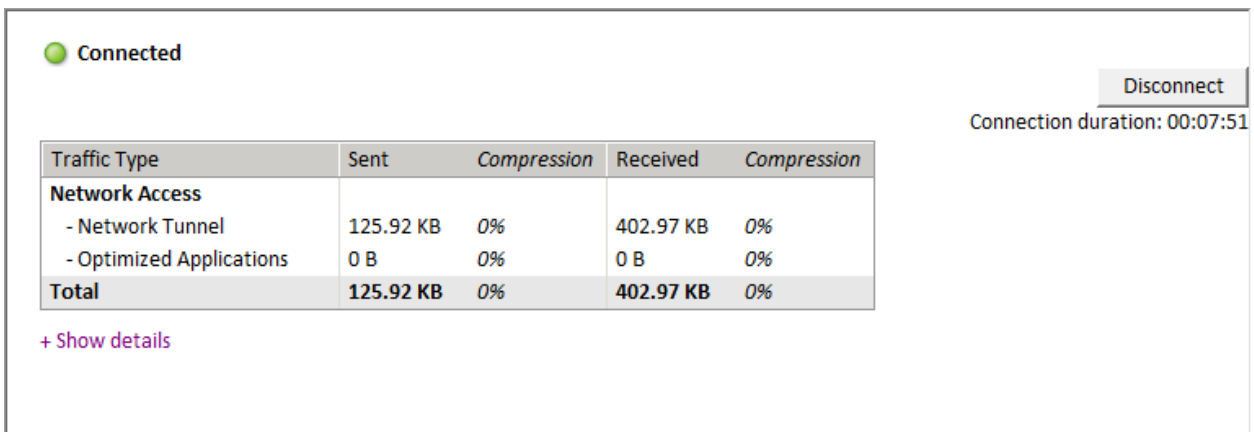 Connected
Disconnect
Connection duration: 00:07:51
Traffic Type Sent Compression Received Compression
Network Access
- Network Tunnel 125.92 KB 0% 402.97 KB 0%
- Optimized Applications 0 B 0% 0 B 0%
Total 125.92 KB 0% 402.97 KB 0%
+ Show details